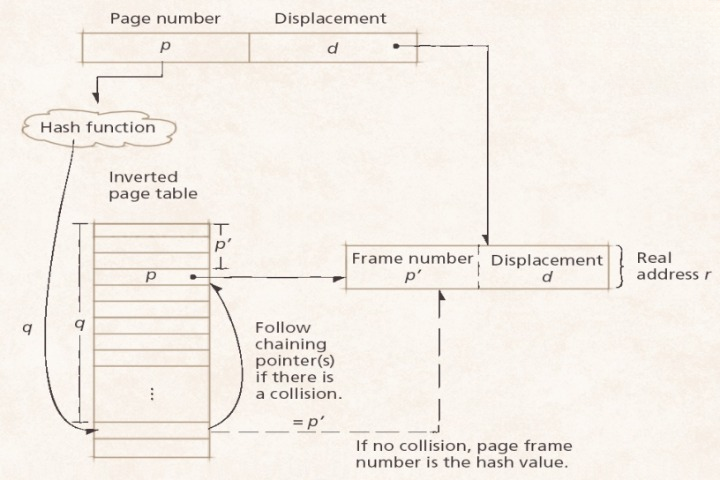 Page number
Displacement
p
d
Hash function
Inverted
page table
p'
p
q
q
⋮
Frame number
p'
Displacement
d
Real
address r
Follow
chaining
pointer(s)
if there is
a collision.
= p'
If no collision, page frame
number is the hash value.